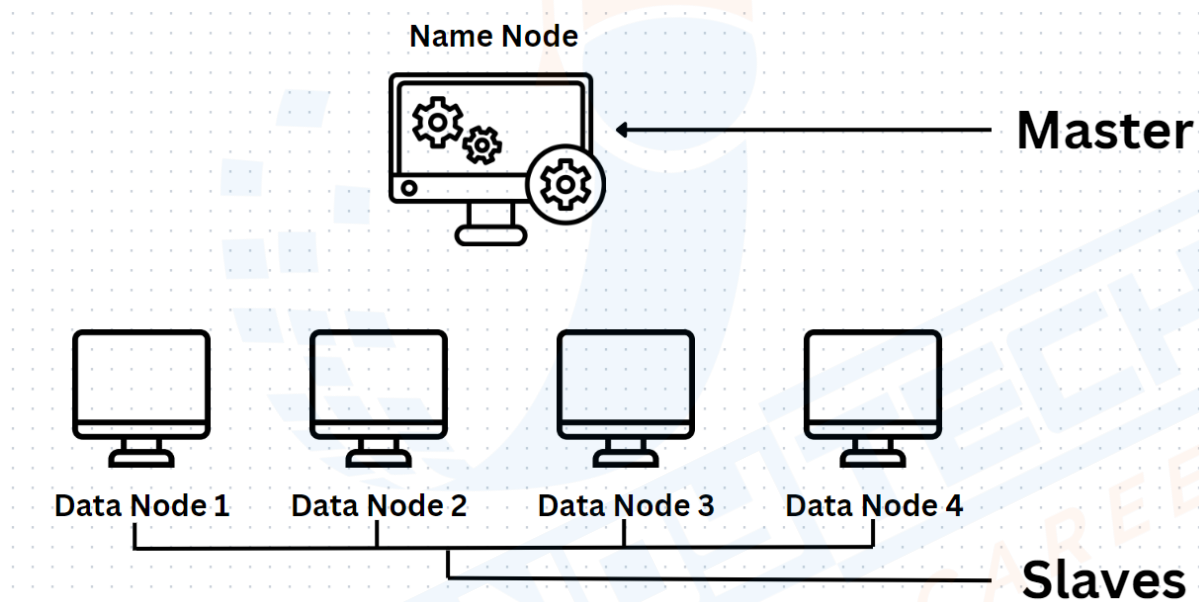 Name Node
Master
Data Node 1
Data Node 2
Data Node 3
Data Node 4
Slaves